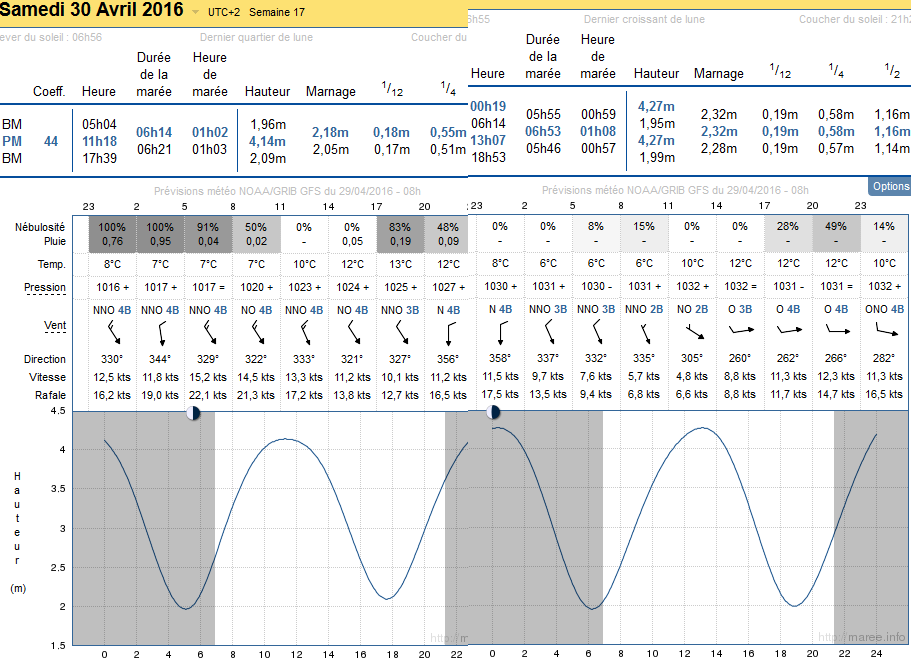 Samedi 30 Avril 2016 UTC+2 Semaine 17
ever du soleil : 06h56 Dernier quartier de lune Coucher du
Durée Heure
de la de
Coeff. Heure marée marée Hauteur Marnage 1/12 1/4
BM 05h04 1,96m
PM 44 11h18 06h14 01h02 4,14m 2,18m 0,18m 0,55m
BM 17h39 06h21 01h03 2,09m 2,05m 0,17m 0,51m
6h55 Dernier croissant de lune Coucher du soleil : 21h2
Durée Heure
de la de
Heure marée marée Hauteur Marnage 1/12 1/4 1/2
00h19 4,27m
06h14 05h55 00h59 1,95m 2,32m 0,19m 0,58m 1,16m
13h07 06h53 01h08 4,27m 2,32m 0,19m 0,58m 1,16m
18h53 05h46 00h57 1,99m 2,28m 0,19m 0,57m 1,14m
Options
Prévisions météo NOAA/GRIB GFS du 29/04/2016 - 08h Prévisions météo NOAA/GRIB GFS du 29/04/2016 - 08h
23 2 5 8 11 14 17 20 23 2 5 8 11 14 17 20 23
Nébulosité 100% 100% 91% 50% 0% 0% 83% 48% 0% 0% 8% 15% 0% 0% 28% 49% 14%
Pluie 0,76 0,95 0,04 0,02 - 0,05 0,19 0,09 - - - - - - - - -
Temp. 8°C 7°C 7°C 7°C 10°C 12°C 13°C 12°C 8°C 6°C 6°C 6°C 10°C 12°C 12°C 12°C 10°C
Pression 1016 + 1017 + 1017 = 1020 + 1023 + 1024 + 1025 + 1027 + 1030 + 1031 + 1030 - 1031 + 1032 + 1032 = 1031 - 1031 = 1032 +
Vent NNO 4B NNO 4B NNO 4B NO 4B NNO 4B NO 4B NNO 3B N 4B N 4B NNO 3B NNO 3B NNO 2B NO 2B O 3B O 4B O 4B ONO 4B
Direction 330° 344° 329° 322° 333° 321° 327° 356° 358° 337° 332° 335° 305° 260° 262° 266° 282°
Vitesse 12,5 kts 11,8 kts 15,2 kts 14,5 kts 13,3 kts 11,2 kts 10,1 kts 11,2 kts 11,5 kts 9,7 kts 7,6 kts 5,7 kts 4,8 kts 8,8 kts 11,3 kts 12,3 kts 11,3 kts
Rafale 16,2 kts 19,0 kts 22,1 kts 21,3 kts 17,2 kts 13,8 kts 12,7 kts 16,5 kts 17,5 kts 13,5 kts 9,4 kts 6,8 kts 6,6 kts 8,8 kts 11,7 kts 14,7 kts 16,5 kts
4.5
4
3.5
3
2.5
2
1.5
Hauteur
(m)
http://m http://maree.info
0 2 4 6 8 10 12 14 16 18 20 22 0 2 4 6 8 10 12 14 16 18 20 22 24